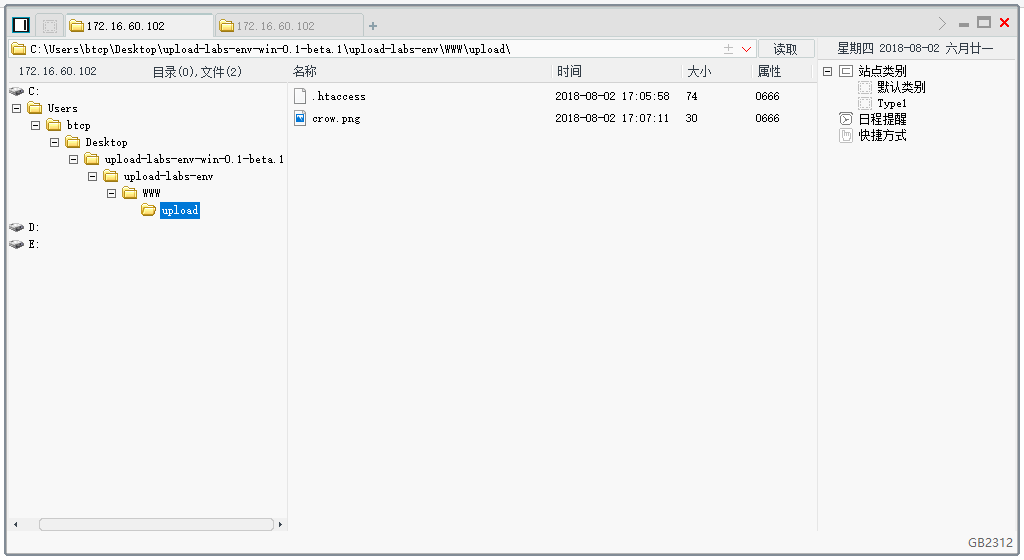 172.16.60.102 172.16.60.102
C:\Users\btcp\Desktop\upload-labs-env-win-0.1-beta.1\upload-labs-env\WWW\upload\ 读取 星期四 2018-08-02 六月廿一
172.16.60.102 目录(0),文件(2) 名称 时间 大小 属性
C:
Users
btcp
Desktop
upload-labs-env-win-0.1-beta.1
upload-labs-env
WWW
upload
D:
E:
.htaccess 2018-08-02 17:05:58 74 0666
crow.png 2018-08-02 17:07:11 30 0666
站点类别
默认类别
Type1
日程提醒
快捷方式
GB2312